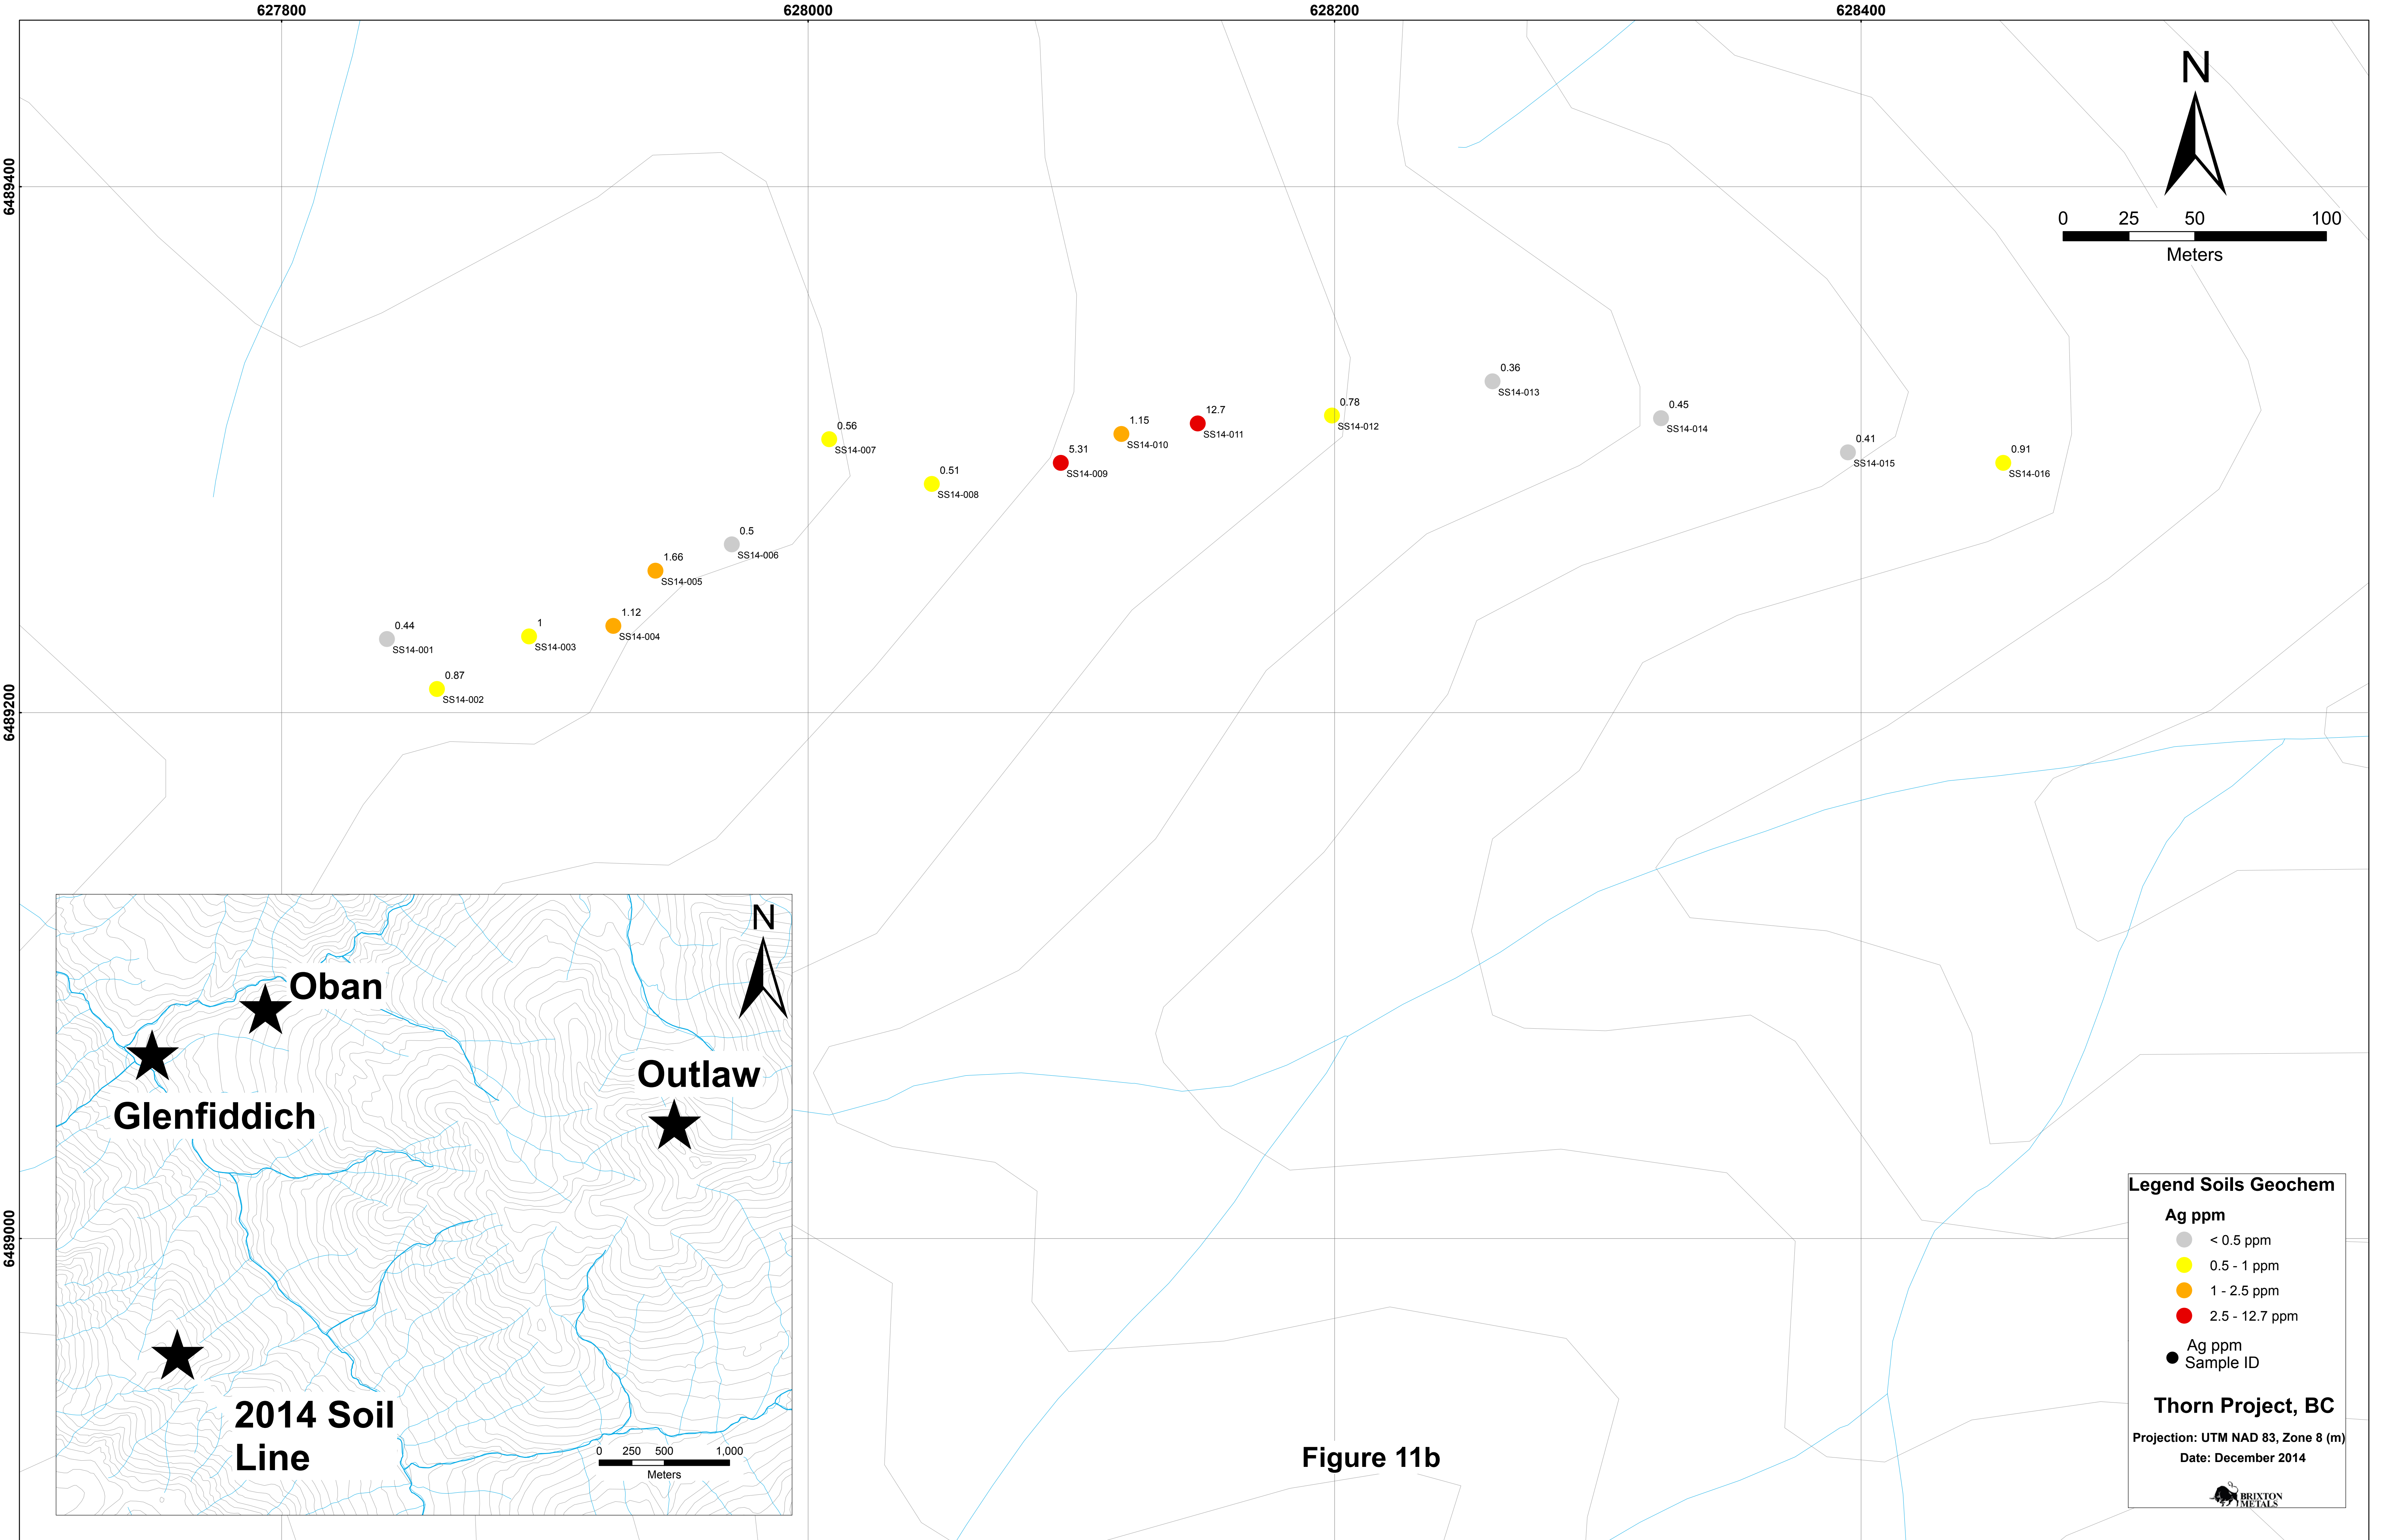 627800
628000
628200
628400
6489400
6489200
6489000
N
0 25 50 100
Meters
0.36
SS14-013
0.78
SS14-012
0.45
SS14-014
12.7
SS14-011
1.15
SS14-010
0.56
SS14-007
0.41
SS14-015
5.31
SS14-009
0.91
SS14-016
0.51
SS14-008
0.5
SS14-006
1.66
SS14-005
1.12
SS14-004
1
SS14-003
0.44
SS14-001
0.87
SS14-002
N
Oban
Outlaw
Glenfiddich
2014 Soil
Line
0 250 500 1,000
Meters
Figure 11b
Legend Soils Geochem
Ag ppm
< 0.5 ppm
0.5 - 1 ppm
1 - 2.5 ppm
2.5 - 12.7 ppm
Ag ppm
Sample ID
Thorn Project, BC
Projection: UTM NAD 83, Zone 8 (m)
Date: December 2014
BRIXTON
METALS